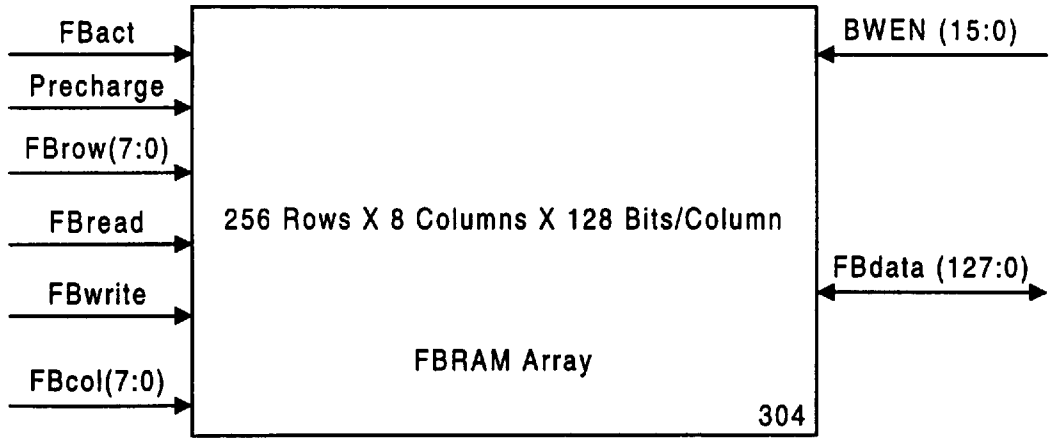 FBact
BWEN (15:0)
Precharge
FBrow(7:0)
FBread
256 Rows X 8 Columns X 128 Bits/Column
FBdata (127:0)
FBwrite
FBRAM Array
FBcol(7:0)
304